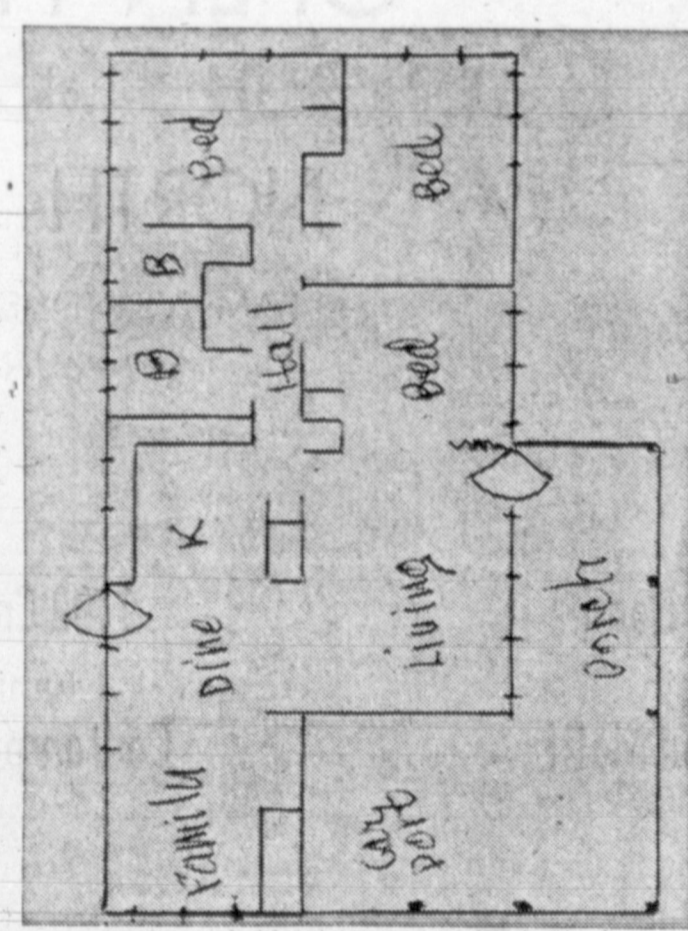 Family
Dine
K
B
B
Bed
Hall
Car
port
Living
Bed
Bed
porch